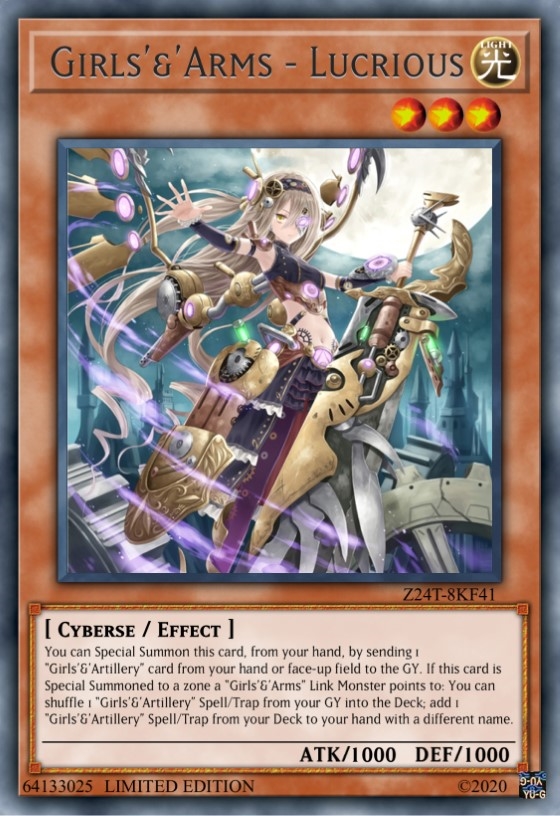 Girls'&'Arms - Lucrious
LIGHT
光
Z24T-8KF41
[ Cyberse / Effect ]
You can Special Summon this card, from your hand, by sending 1
"Girls'&'Artillery" card from your hand or face-up field to the GY. If this card is
Special Summoned to a zone a "Girls'&'Arms" Link Monster points to: You can
shuffle 1 "Girls'&'Artillery" Spell/Trap from your GY into the Deck; add 1
"Girls'&'Artillery" Spell/Trap from your Deck to your hand with a different name.
ATK/1000 DEF/1000
64133025 LIMITED EDITION ©2020